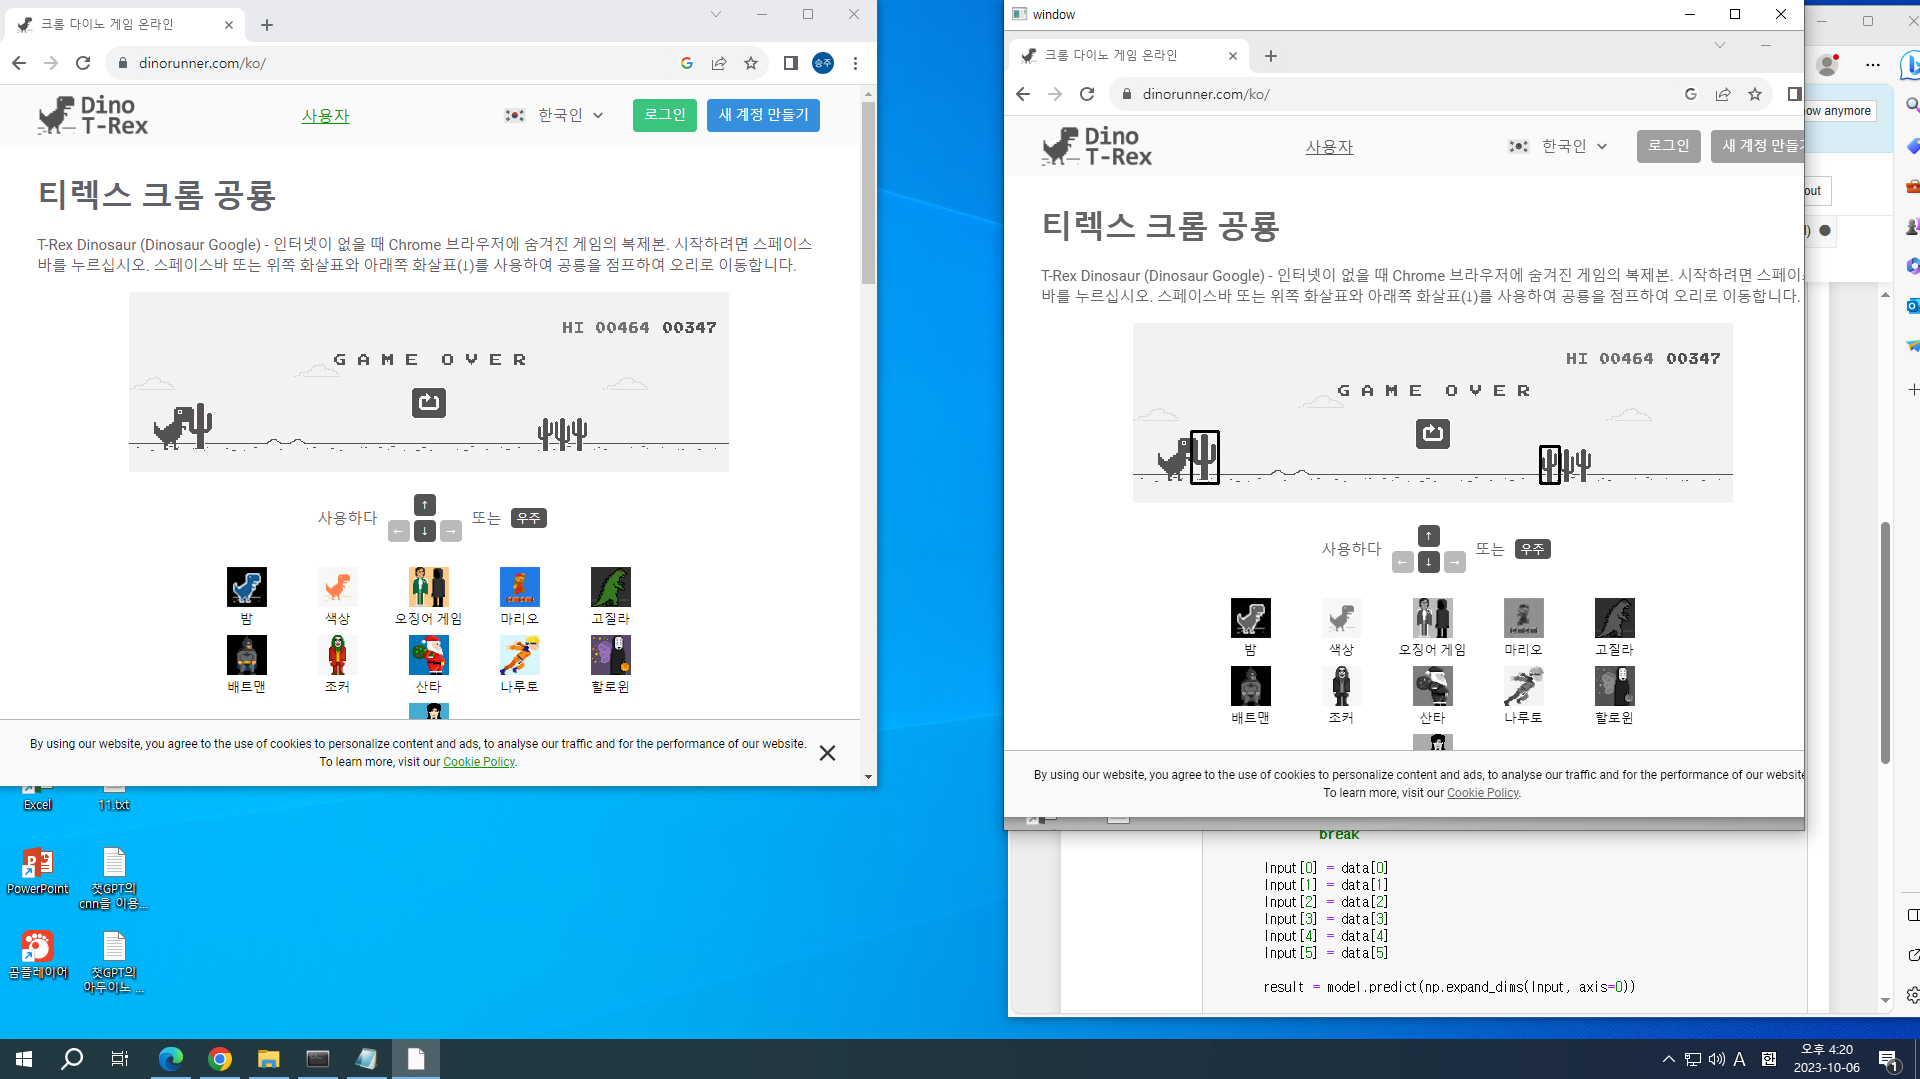 크롬 다이노 게임 온라인
dinorunner.com/ko/
승주
Dino
T-Rex
사용자
한국인
로그인
새 계정 만들기
티렉스 크롬 공룡
T-Rex Dinosaur (Dinosaur Google) - 인터넷이 없을 때 Chrome 브라우저에 숨겨진 게임의 복제본. 시작하려면 스페이스
바를 누르십시오. 스페이스바 또는 위쪽 화살표와 아래쪽 화살표(↓)를 사용하여 공룡을 점프하여 오리로 이동합니다.
HI 00464 00347
GAME OVER
사용하다
↑
← ↓ →
또는
우주
밤
색상
오징어 게임
마리오
고질라
배트맨
조커
산타
나루토
할로윈
By using our website, you agree to the use of cookies to personalize content and ads, to analyse our traffic and for the performance of our website.
To learn more, visit our Cookie Policy.
Excel
11.txt
PowerPoint
챗GPT의
cnn을 이용...
곰플레이어
챗GPT의
아두이노 ...
window
크롬 다이노 게임 온라인
dinorunner.com/ko/
Dino
T-Rex
사용자
한국인
로그인
새 계정 만들
티렉스 크롬 공룡
T-Rex Dinosaur (Dinosaur Google) - 인터넷이 없을 때 Chrome 브라우저에 숨겨진 게임의 복제본. 시작하려면 스페이
바를 누르십시오. 스페이스바 또는 위쪽 화살표와 아래쪽 화살표(↓)를 사용하여 공룡을 점프하여 오리로 이동합니다.
HI 00464 00347
GAME OVER
사용하다
↑
← ↓ →
또는
우주
밤
색상
오징어 게임
마리오
고질라
배트맨
조커
산타
나루토
할로윈
By using our website, you agree to the use of cookies to personalize content and ads, to analyse our traffic and for the performance of our website
To learn more, visit our Cookie Policy.
ow anymore
out
break
Input[0] = data[0]
Input[1] = data[1]
Input[2] = data[2]
Input[3] = data[3]
Input[4] = data[4]
Input[5] = data[5]
result = model.predict(np.expand_dims(Input, axis=0))
A
한
오후 4:20
2023-10-06
1